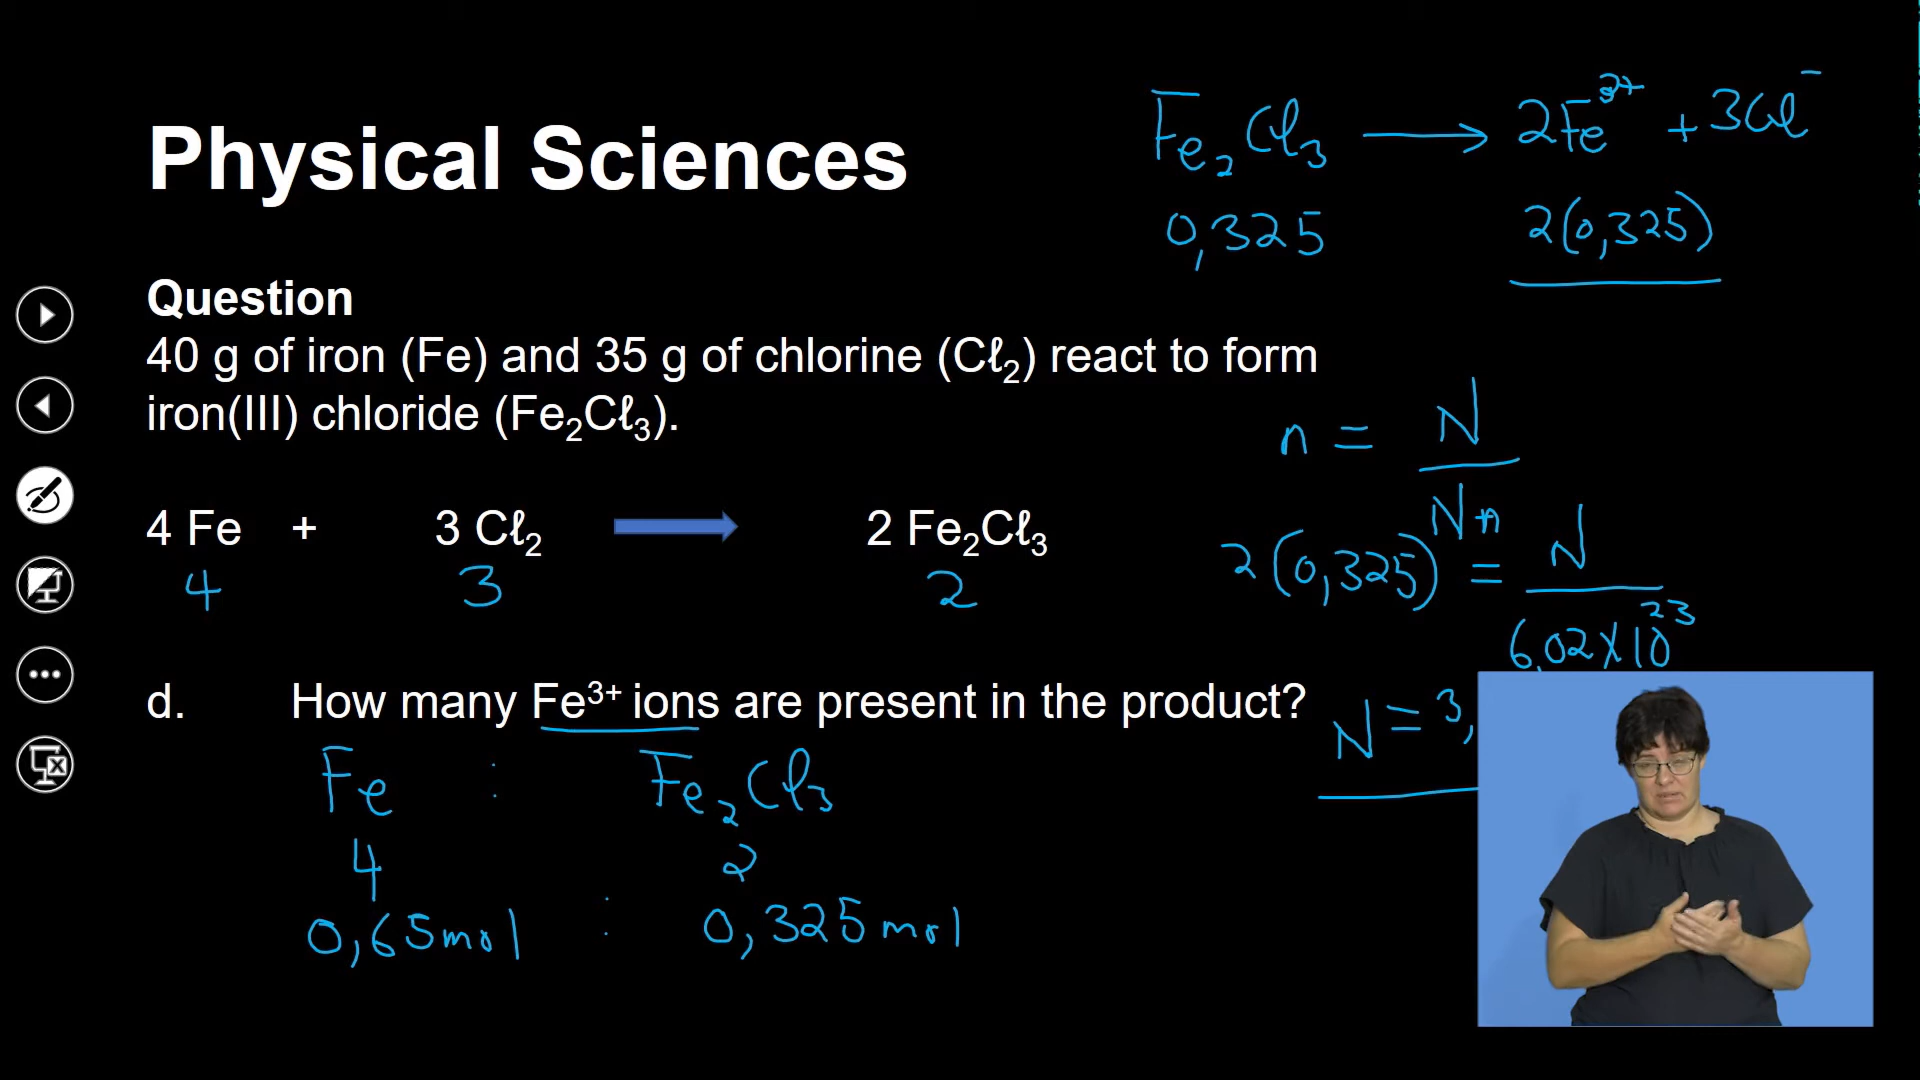 Physical Sciences
Fe₂Cl₃ → 2Fe³⁺ + 3Cl⁻
0,325 2(0,325)
Question
40 g of iron (Fe) and 35 g of chlorine (Cℓ₂) react to form
iron(III) chloride (Fe₂Cℓ₃).
n = N
N
4 Fe + 3 Cℓ₂ 2 Fe₂Cℓ₃
4 3 2
2(0,325) = N
6,02 × 10²³
d. How many Fe³⁺ ions are present in the product?
N = 3,
Fe : Fe₂Cl₃
4 2
0,65mol : 0,325mol